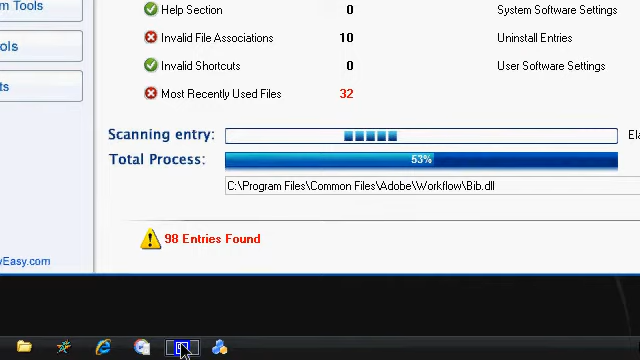 m Tools
ols
ts
Help Section 0 System Software Settings
Invalid File Associations 10 Uninstall Entries
Invalid Shortcuts 0 User Software Settings
Most Recently Used Files 32
Scanning entry: Ela
Total Process: 53%
C:\Program Files\Common Files\Adobe\Workflow\Bib.dll
98 Entries Found
yEasy.com